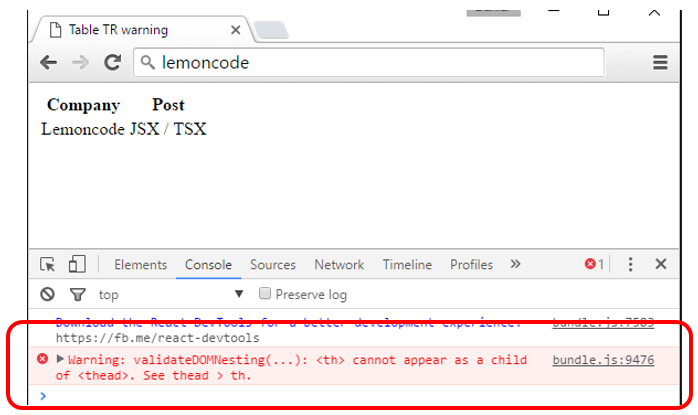 Table TR warning
lemoncode
Company Post
Lemoncode JSX / TSX
Elements Console Sources Network Timeline Profiles » 1
top Preserve log
Download the React DevTools for a better development experience: bundle.js:7583
https://fb.me/react-devtools
Warning: validateDOMNesting(...): <th> cannot appear as a child bundle.js:9476
of <thead>. See thead > th.
>